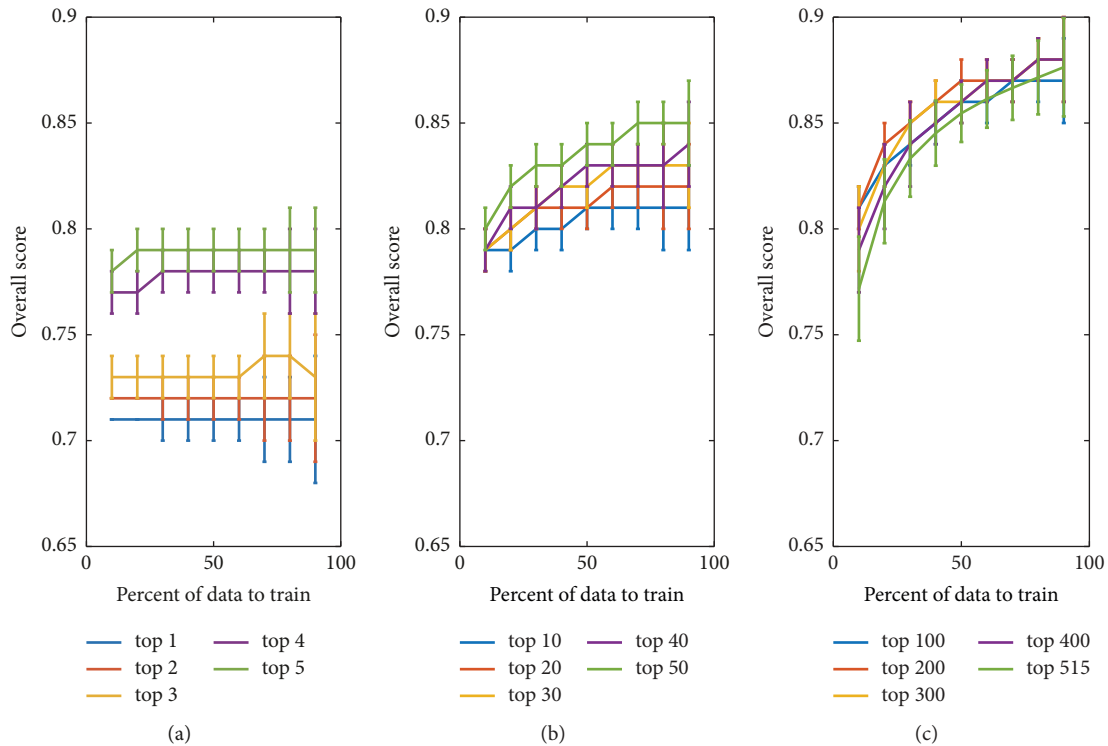 0.9
0.85
0.8
0.75
0.7
0.65
0
50
100
Overall score
Percent of data to train
top 1
top 2
top 3
top 4
top 5
(a)
0.9
0.85
0.8
0.75
0.7
0.65
0
50
100
Overall score
Percent of data to train
top 10
top 20
top 30
top 40
top 50
(b)
0.9
0.85
0.8
0.75
0.7
0.65
0
50
100
Overall score
Percent of data to train
top 100
top 200
top 300
top 400
top 515
(c)